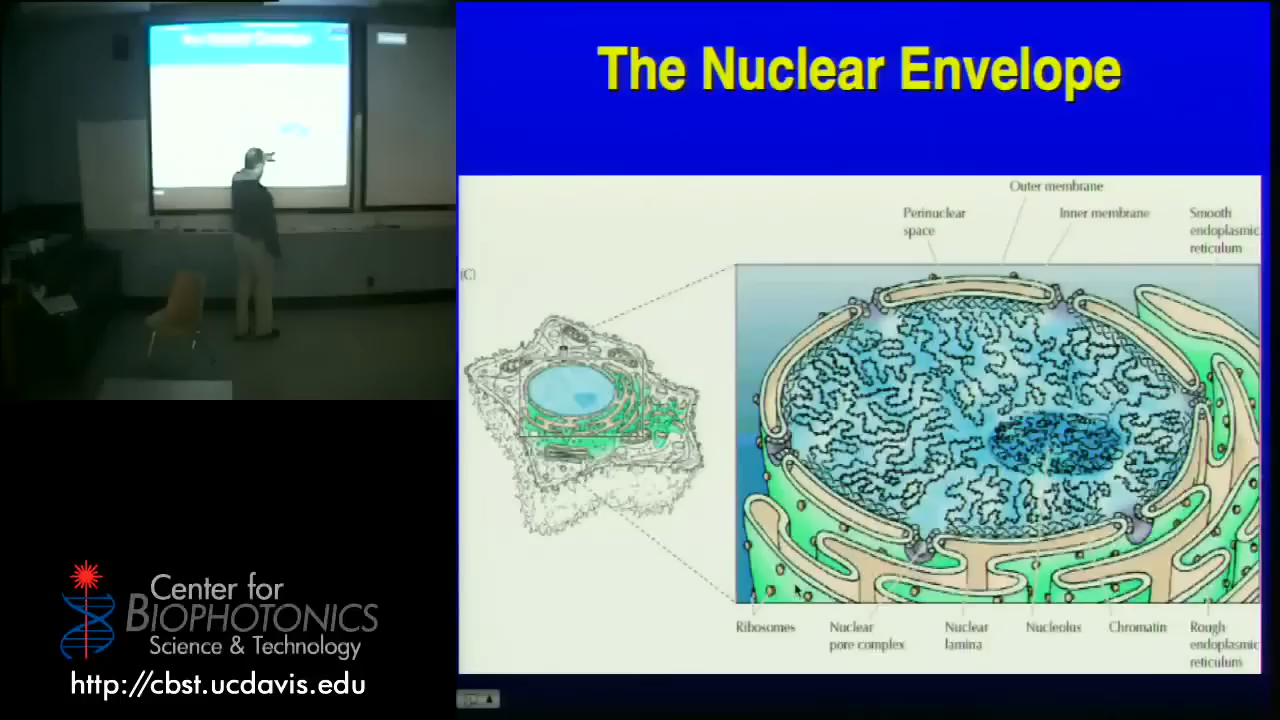 The Nuclear Envelope
Outer membrane
Perinuclear
space
Inner membrane
Smooth
endoplasmic
reticulum
(C)
Ribosomes
Nuclear
pore complex
Nuclear
lamina
Nucleolus
Chromatin
Rough
endoplasmic
reticulum
Center for
BIOPHOTONICS
Science & Technology
http://cbst.ucdavis.edu